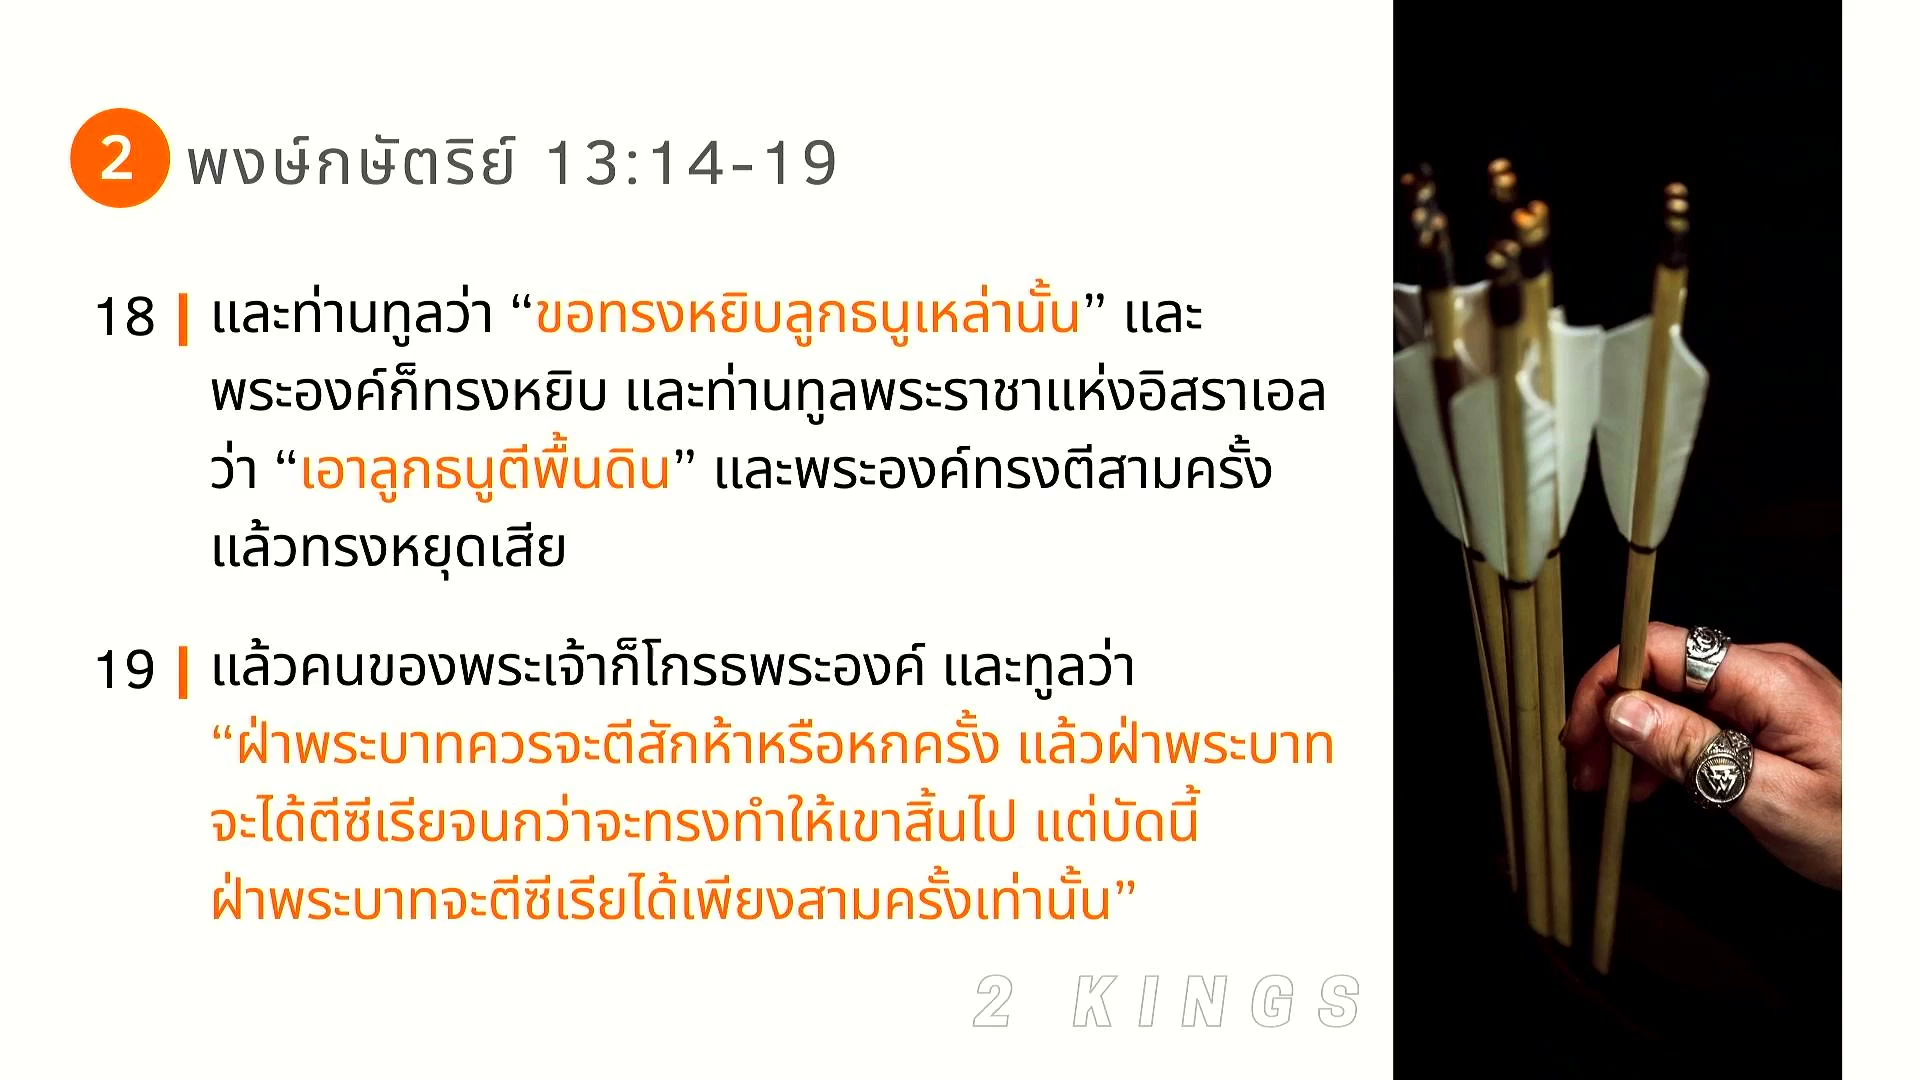 2 พงษ์กษัตริย์ 13:14-19
18 | และท่านทูลว่า “ขอทรงหยิบลูกธนูเหล่านั้น” และ
พระองค์ก็ทรงหยิบ และท่านทูลพระราชาแห่งอิสราเอล
ว่า “เอาลูกธนูตีพื้นดิน” และพระองค์ทรงตีสามครั้ง
แล้วทรงหยุดเสีย
19 | แล้วคนของพระเจ้าก็โกรธพระองค์ และทูลว่า
“ฝ่าพระบาทควรจะตีสักห้าหรือหกครั้ง แล้วฝ่าพระบาท
จะได้ตีซีเรียจนกว่าจะทรงทำให้เขาสิ้นไป แต่บัดนี้
ฝ่าพระบาทจะตีซีเรียได้เพียงสามครั้งเท่านั้น”
2 KINGS